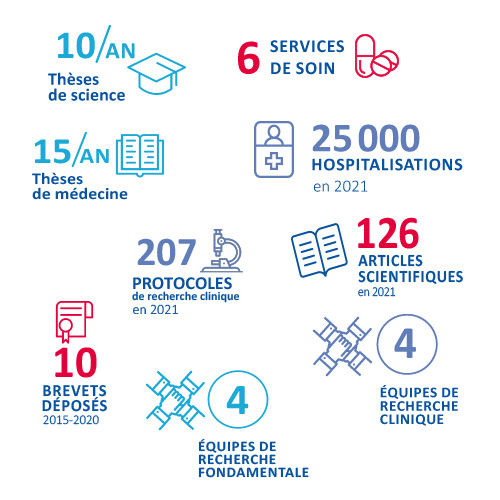 10/AN
Thèses
de science
6 SERVICES
DE SOIN
15/AN
Thèses
de médecine
25 000
HOSPITALISATIONS
en 2021
207
PROTOCOLES
de recherche clinique
en 2021
126
ARTICLES
SCIENTIFIQUES
en 2021
10
BREVETS
DÉPOSÉS
2015-2020
4
ÉQUIPES DE
RECHERCHE
FONDAMENTALE
4
ÉQUIPES DE
RECHERCHE
CLINIQUE